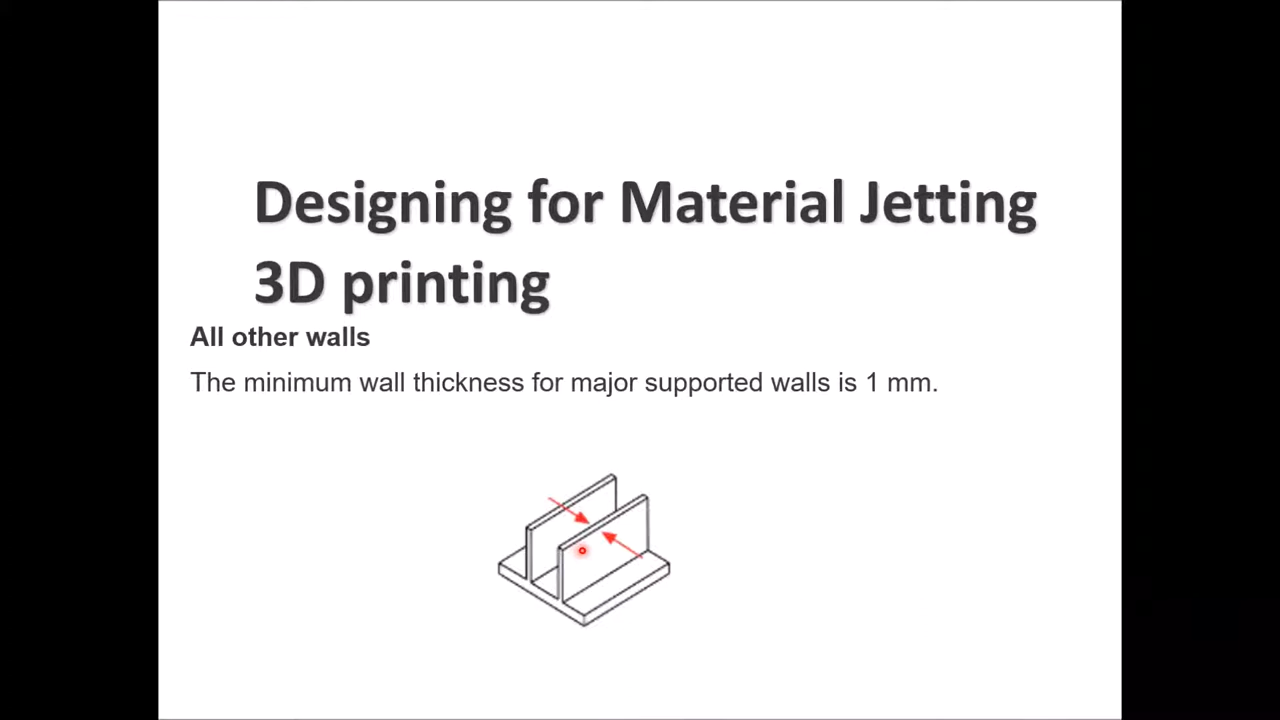 Designing for Material Jetting
3D printing
All other walls
The minimum wall thickness for major supported walls is 1 mm.